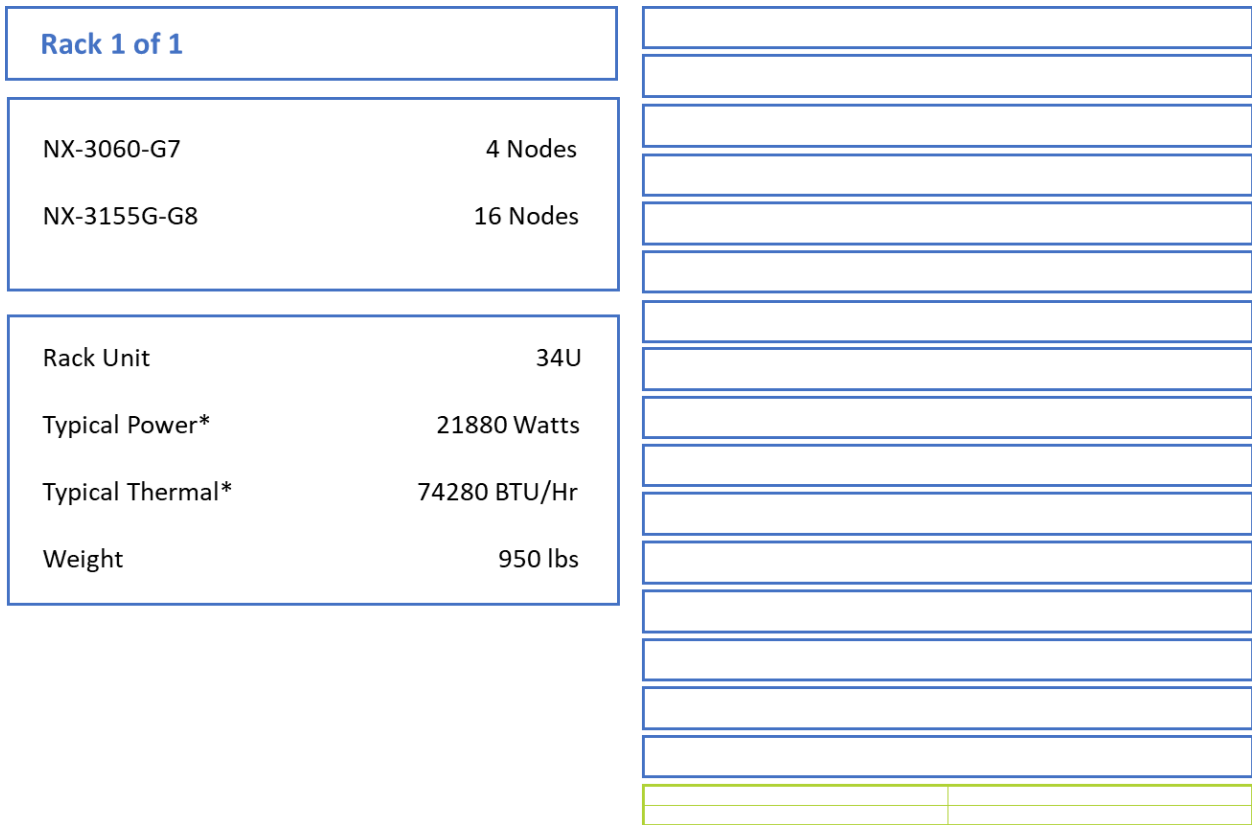 Rack 1 of 1
NX-3060-G7 4 Nodes
NX-3155G-G8 16 Nodes
Rack Unit 34U
Typical Power* 21880 Watts
Typical Thermal* 74280 BTU/Hr
Weight 950 lbs